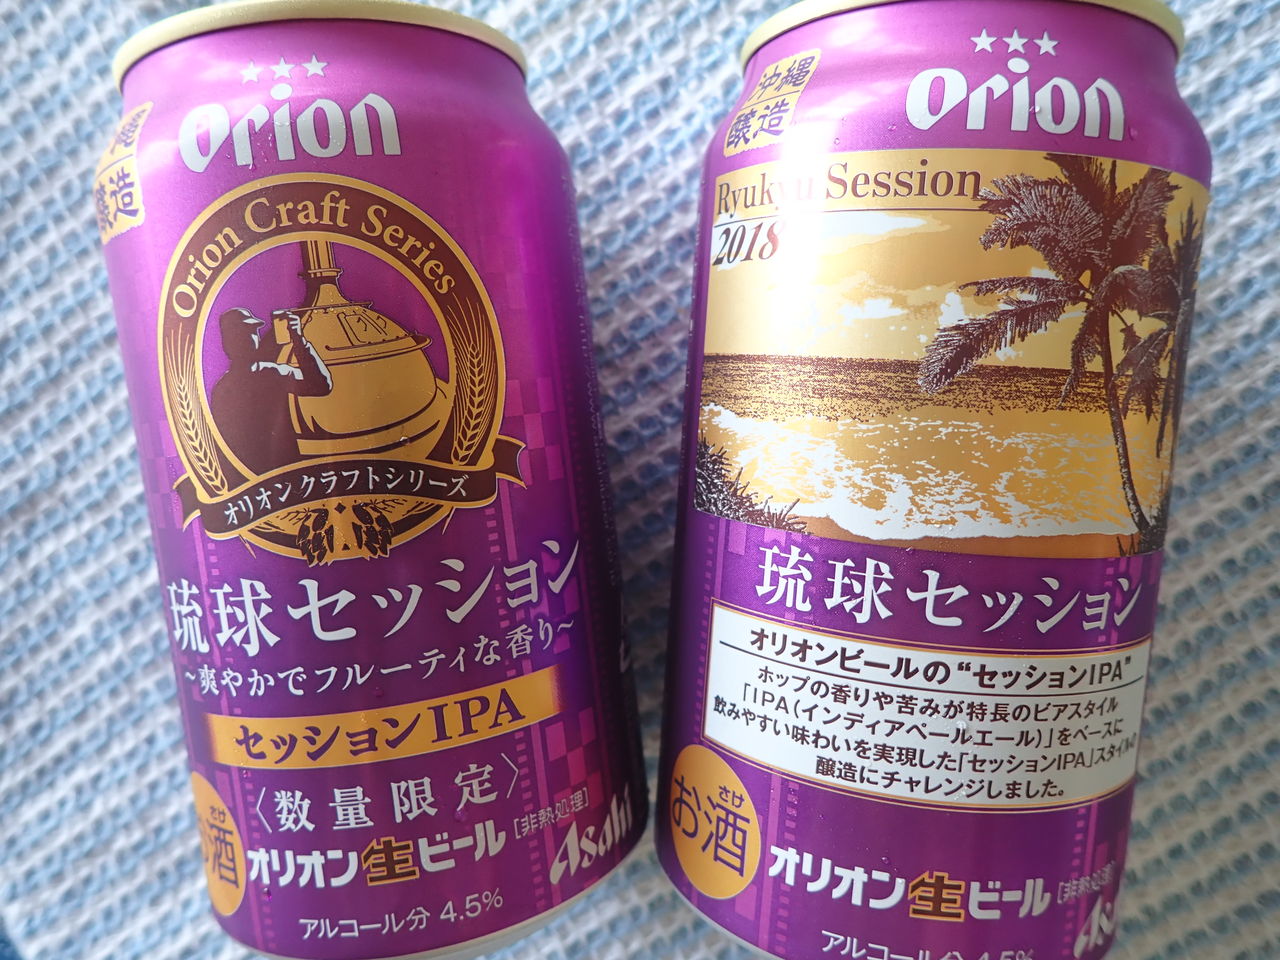 orion
醸造
Orion Craft Series
オリオンクラフトシリーズ
琉球セッション
~爽やかでフルーティな香り~
セッションIPA
〈数量限定〉
さけ
お酒
オリオン生ビール
[非熱処理]
Asahi
アルコール分 4.5%
orion
沖縄
醸造
Ryukyu Session
2018
琉球セッション
オリオンビールの“セッションIPA”
ホップの香りや苦みが特長のビアスタイル
「IPA(インディアペールエール)」をベースに
飲みやすい味わいを実現した「セッションIPA」スタイルの
醸造にチャレンジしました。
さけ
お酒
オリオン生ビール
[非熱処理]
アルコール分 4.5%